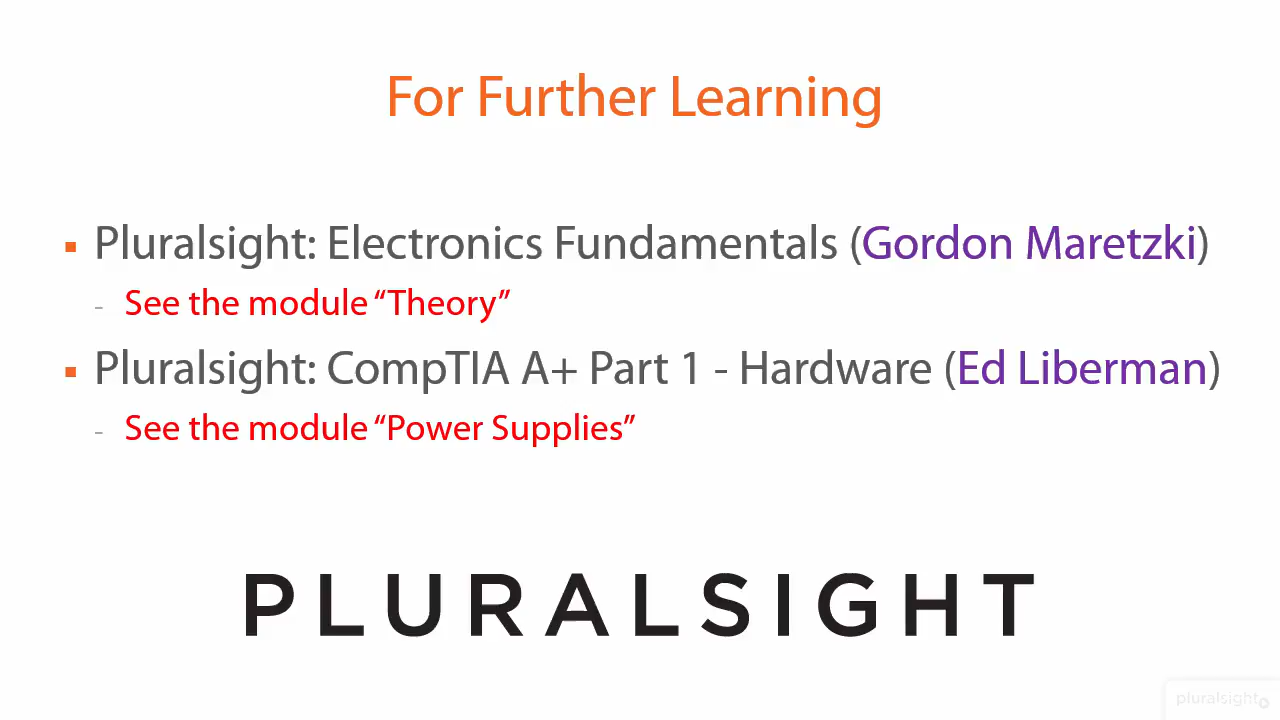 For Further Learning
▪ Pluralsight: Electronics Fundamentals (Gordon Maretzki)
- See the module “Theory”
▪ Pluralsight: CompTIA A+ Part 1 - Hardware (Ed Liberman)
- See the module “Power Supplies”
PLURALSIGHT
pluralsight